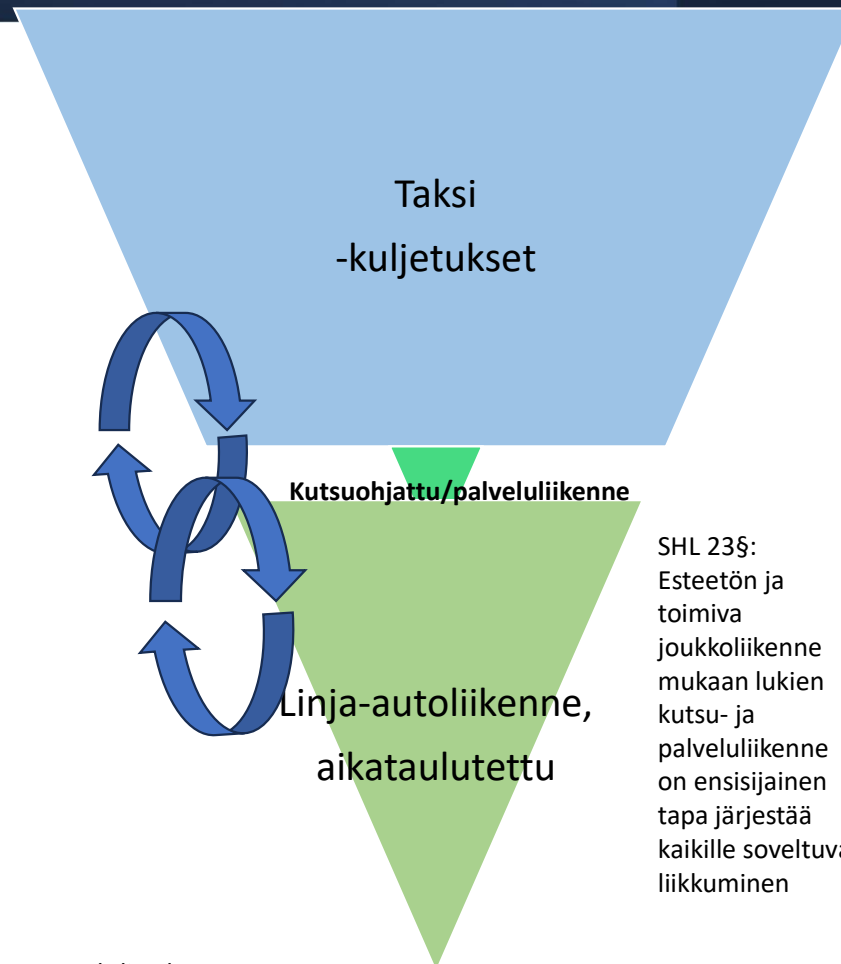 Taksi
-kuljetukset
Kutsuohjattu/palveluliikenne
Linja-autoliikenne,
aikataulutettu
SHL 23§:
Esteetön ja
toimiva
joukkoliikenne
mukaan lukien
kutsu- ja
palveluliikenne
on ensisijainen
tapa järjestää
kaikille soveltuva
liikkuminen